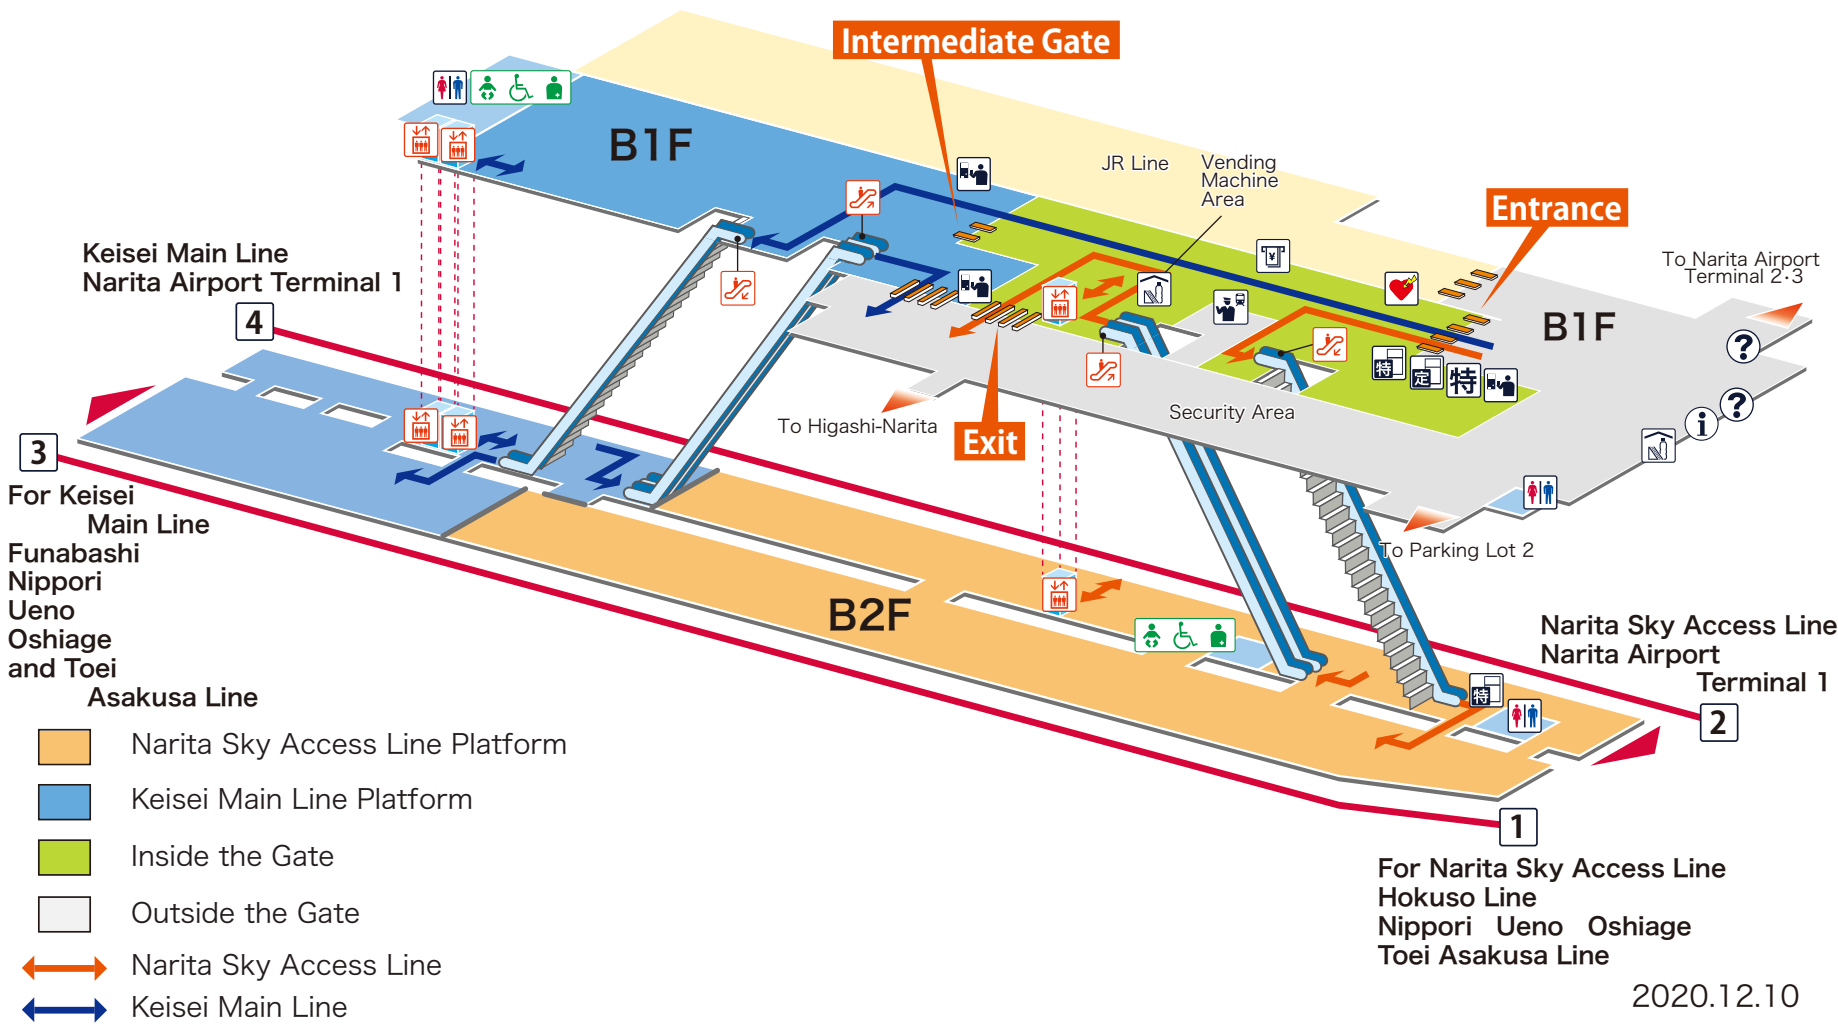 Intermediate Gate
B1F
JR Line
Vending
Machine
Area
Entrance
To Narita Airport
Terminal 2·3
B1F
Keisei Main Line
Narita Airport Terminal 1
4
¥
?
特
定
特
?
i
Security Area
To Higashi-Narita
Exit
3
For Keisei
Main Line
Funabashi
Nippori
Ueno
Oshiage
and Toei
Asakusa Line
To Parking Lot 2
B2F
Narita Sky Access Line
Narita Airport
Terminal 1
特
2
1
For Narita Sky Access Line
Hokuso Line
Nippori Ueno Oshiage
Toei Asakusa Line
Narita Sky Access Line Platform
Keisei Main Line Platform
Inside the Gate
Outside the Gate
Narita Sky Access Line
Keisei Main Line
2020.12.10